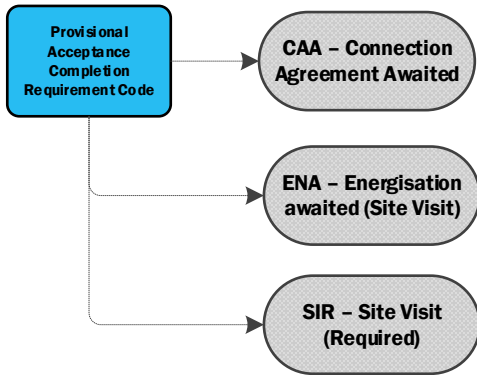 Provisional
Acceptance
Completion
Requirement Code
CAA – Connection
Agreement Awaited
ENA – Energisation
awaited (Site Visit)
SIR – Site Visit
(Required)